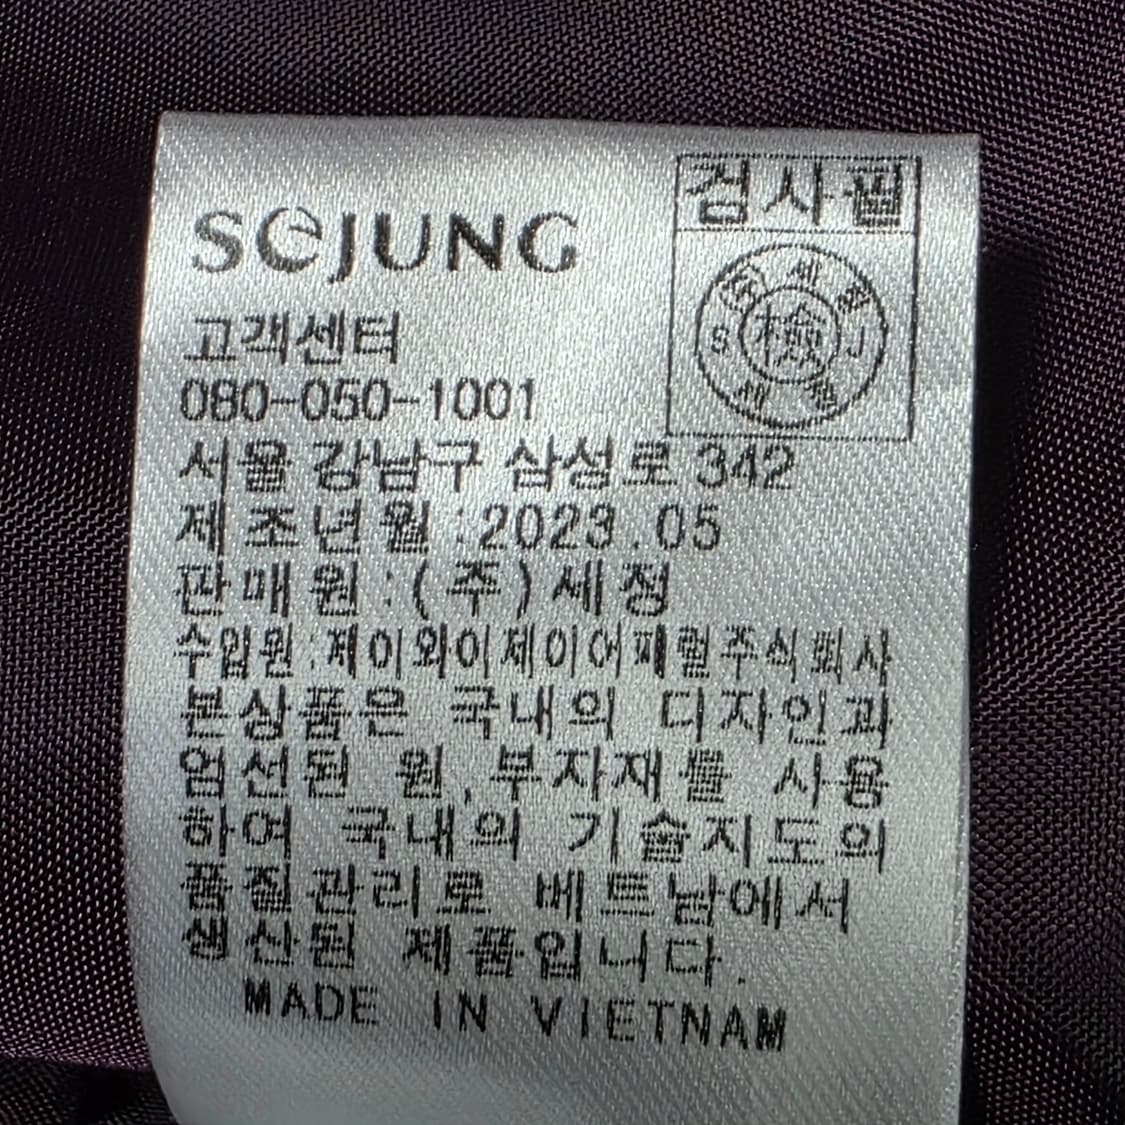 검사필
SEJUNG
S 檢 J
고객센터
080-050-1001
서울 강남구 삼성로 342
제조년월:2023.05
판매원:(주)세정
수입원:제이와이제이어패럴주식회사
본상품은 국내의 디자인과
엄선된 원,부자재를 사용
하여 국내의 기술지도의
품질관리로 베트남에서
생산된 제품입니다.
MADE IN VIETNAM